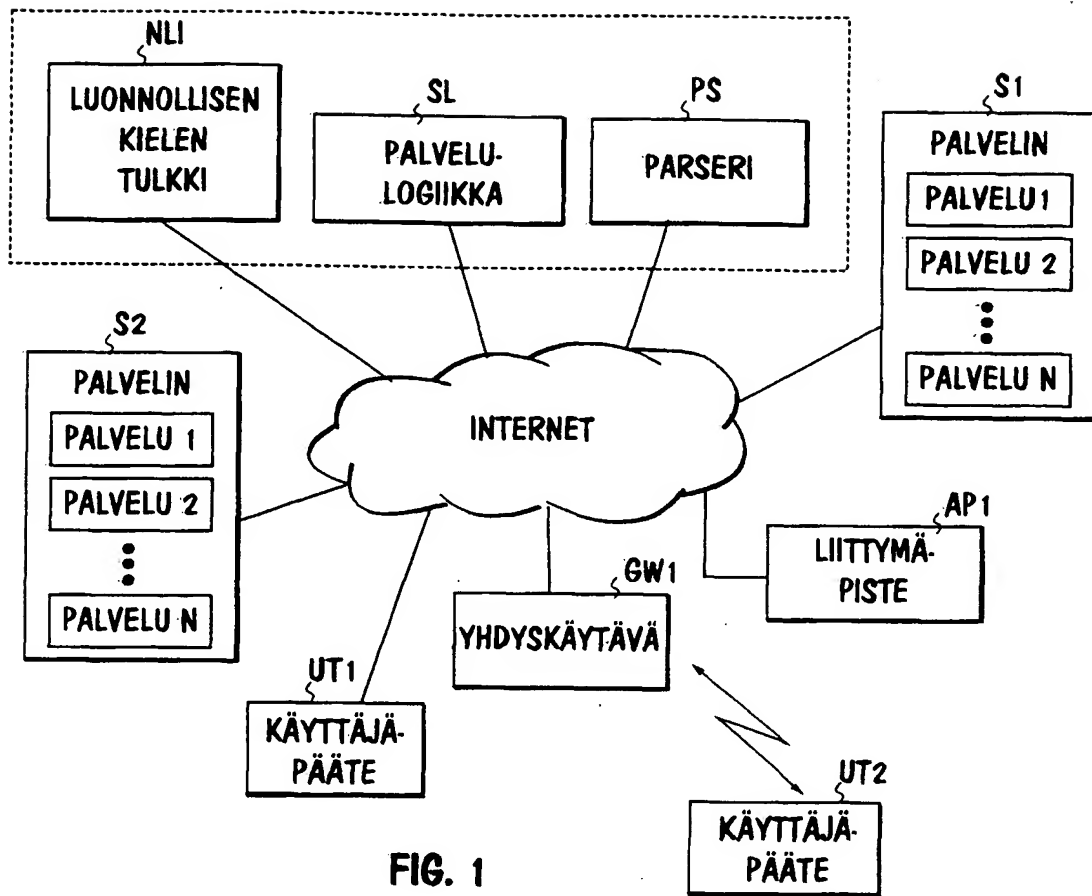 NLI
LUONNOLLISEN
KIELEN
TULKKI
SL
PALVELU-
LOGIIKKA
PS
PARSERI
S1
PALVELIN
PALVELU 1
PALVELU 2
PALVELU N
S2
PALVELIN
PALVELU 1
PALVELU 2
PALVELU N
INTERNET
AP1
LIITTYMÄ-
PISTE
GW1
YHDYSKÄYTÄVÄ
UT1
KÄYTTÄJÄ-
PÄÄTE
UT2
KÄYTTÄJÄ-
PÄÄTE
FIG. 1